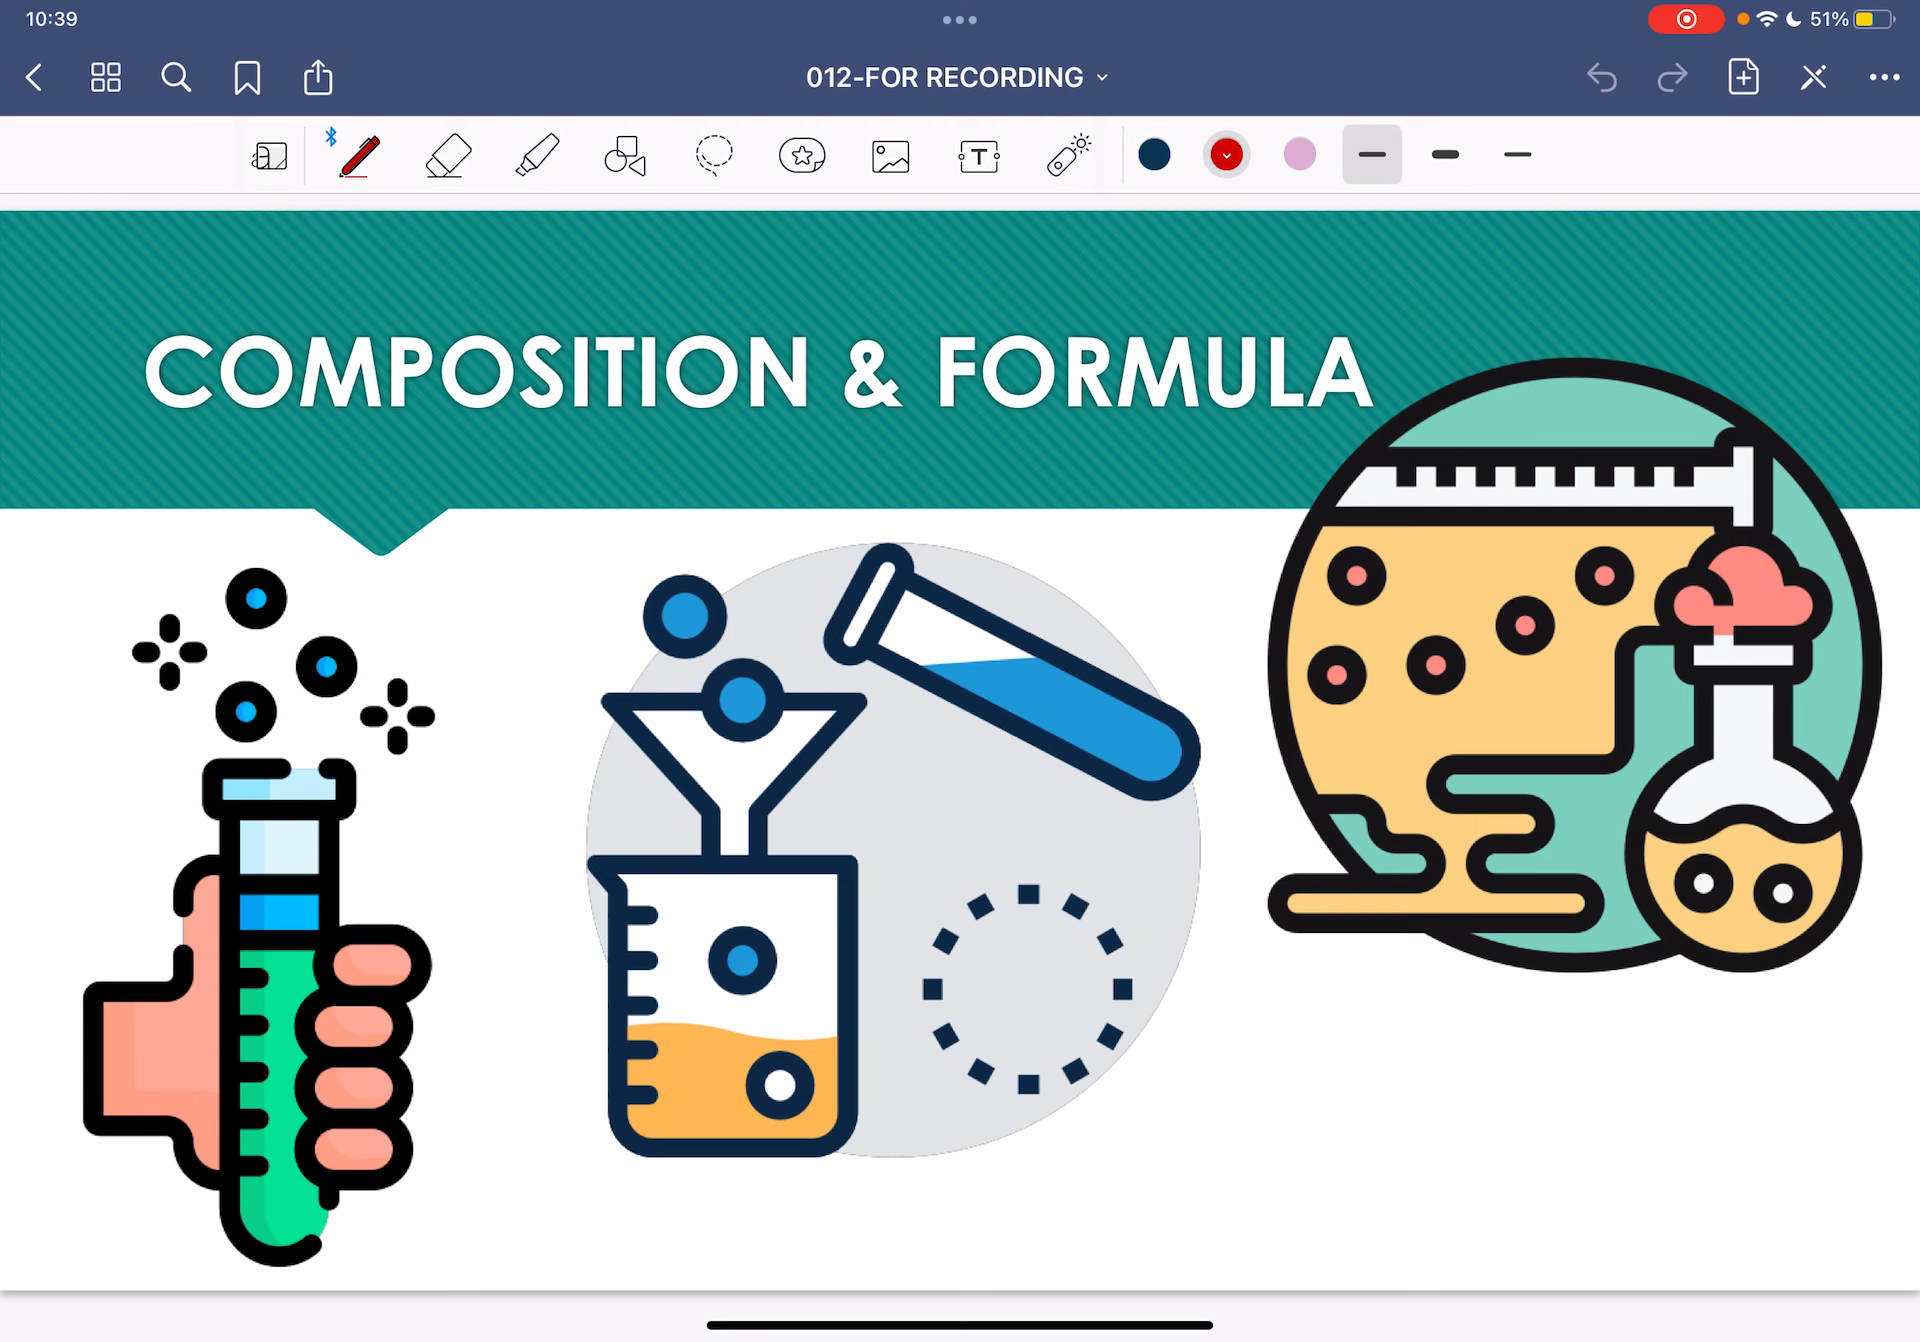 10:39
51%
012-FOR RECORDING
T
COMPOSITION & FORMULA